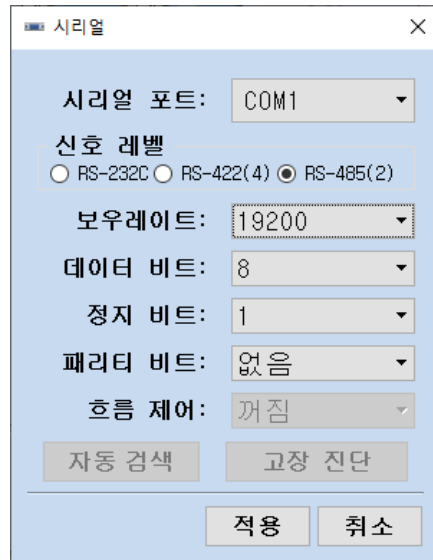 시리얼
시리얼 포트: COM1
신호 레벨
RS-232C RS-422(4) RS-485(2)
보우레이트: 19200
데이터 비트: 8
정지 비트: 1
패리티 비트: 없음
흐름 제어: 꺼짐
자동 검색 고장 진단
적용 취소